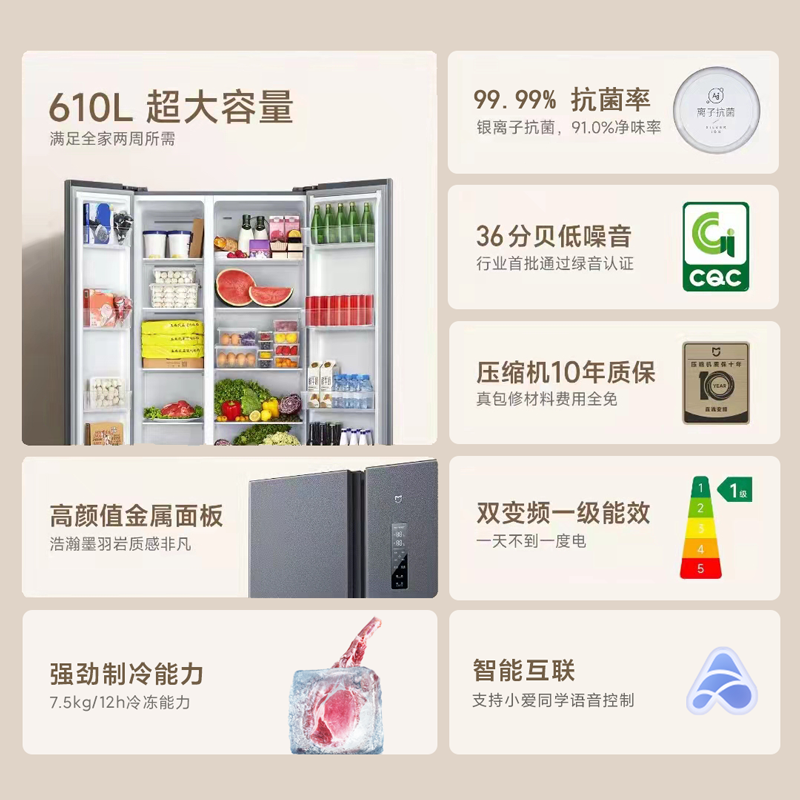 610L 超大容量
满足全家两周所需
99.99% 抗菌率
银离子抗菌，91.0%净味率
离子抗菌
36分贝低噪音
行业首批通过绿音认证
CQC
压缩机10年质保
真包修材料费用全免
压缩机质保十年
10
YEAR
高颜值金属面板
浩瀚墨羽岩质感非凡
双变频一级能效
一天不到一度电
1
1级
2
3
4
5
强劲制冷能力
7.5kg/12h冷冻能力
智能互联
支持小爱同学语音控制